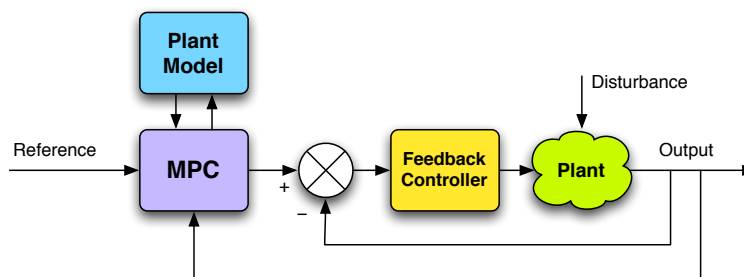 Plant
Model
Disturbance
Reference
MPC
+
−
Feedback
Controller
Plant
Output